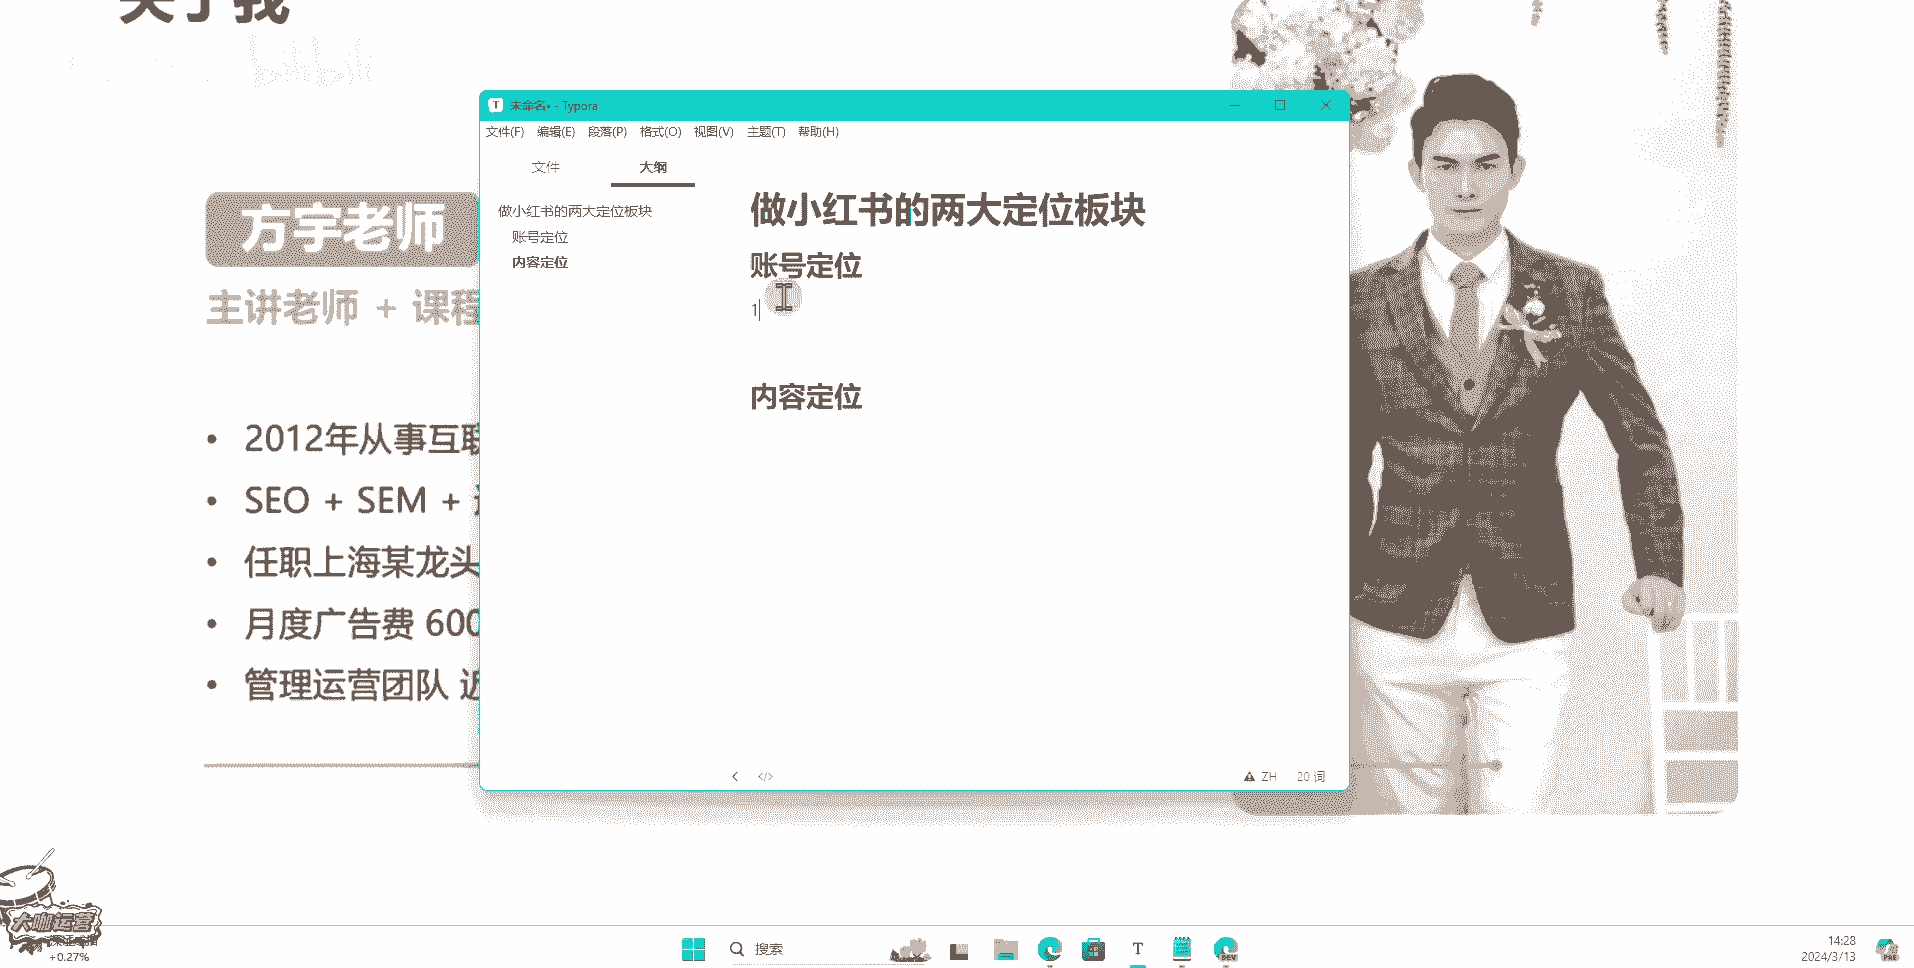 关于我
bilibili
未命名• - Typora
文件(F) 编辑(E) 段落(P) 格式(O) 视图(V) 主题(T) 帮助(H)
文件 大纲
做小红书的两大定位板块
账号定位
内容定位
做小红书的两大定位板块
账号定位
1
内容定位
</> ZH 20 词
方宇老师
主讲老师 + 课程
• 2012年从事互联
• SEO + SEM +
• 任职上海某龙头
• 月度广告费 600
• 管理运营团队 近
大咖运营
+0.27%
搜索
DEV
14:28
2024/3/13
PRE